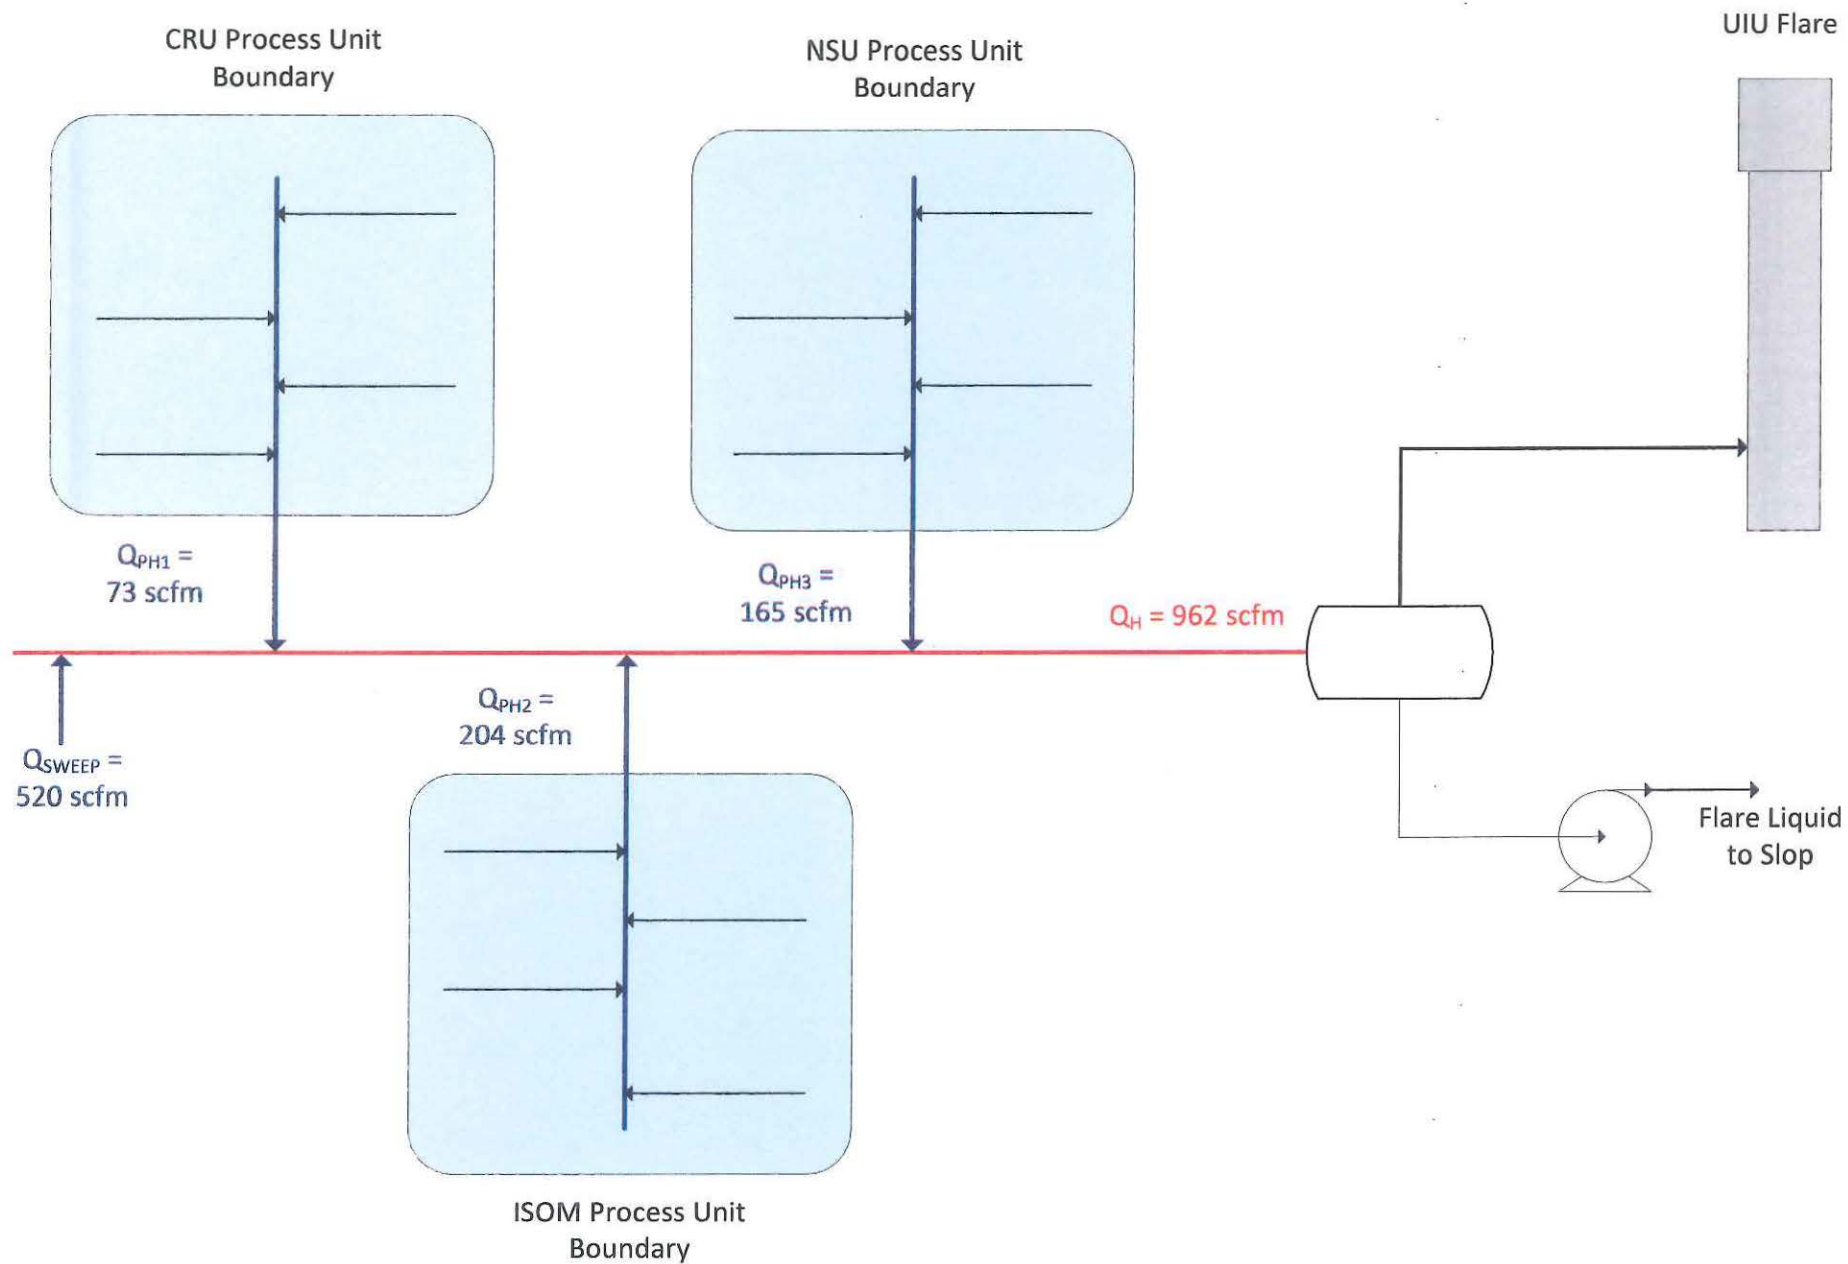 CRU Process Unit
Boundary
NSU Process Unit
Boundary
UIU Flare
QPH1 =
73 scfm
QPH3 =
165 scfm
QH = 962 scfm
QPH2 =
204 scfm
QSWEEP =
520 scfm
Flare Liquid
to Slop
ISOM Process Unit
Boundary